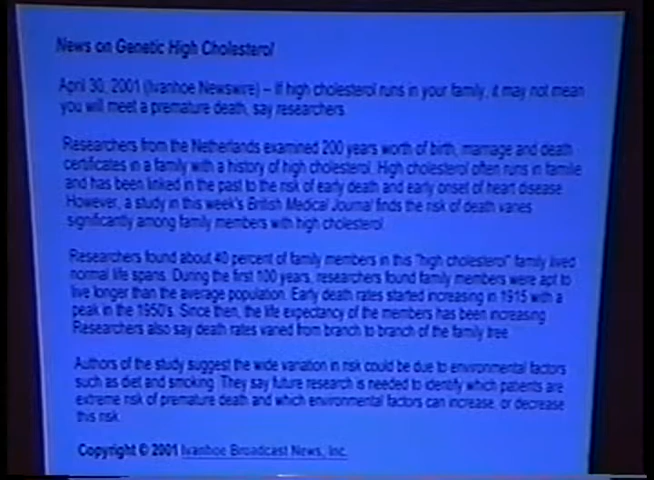 News on Genetic High Cholesterol
April 30, 2001 (Ivanhoe Newswire) – If high cholesterol runs in your family, it may not mean
you will meet a premature death, say researchers.
Researchers from the Netherlands examined 200 years worth of birth, marriage and death
certificates in a family with a history of high cholesterol. High cholesterol often runs in familie
and has been linked in the past to the risk of early death and early onset of heart disease.
However, a study in this week's British Medical Journal finds the risk of death varies
significantly among family members with high cholesterol.
Researchers found about 40 percent of family members in this "high cholesterol" family lived
normal life spans. During the first 100 years, researchers found family members were apt to
live longer than the average population. Early death rates started increasing in 1915 with a
peak in the 1950's. Since then, the life expectancy of the members has been increasing.
Researchers also say death rates varied from branch to branch of the family tree.
Authors of the study suggest the wide variation in risk could be due to environmental factors
such as diet and smoking. They say future research is needed to identify which patients are
extreme risk of premature death and which environmental factors can increase, or decrease
this risk.
Copyright © 2001 Ivanhoe Broadcast News, Inc.